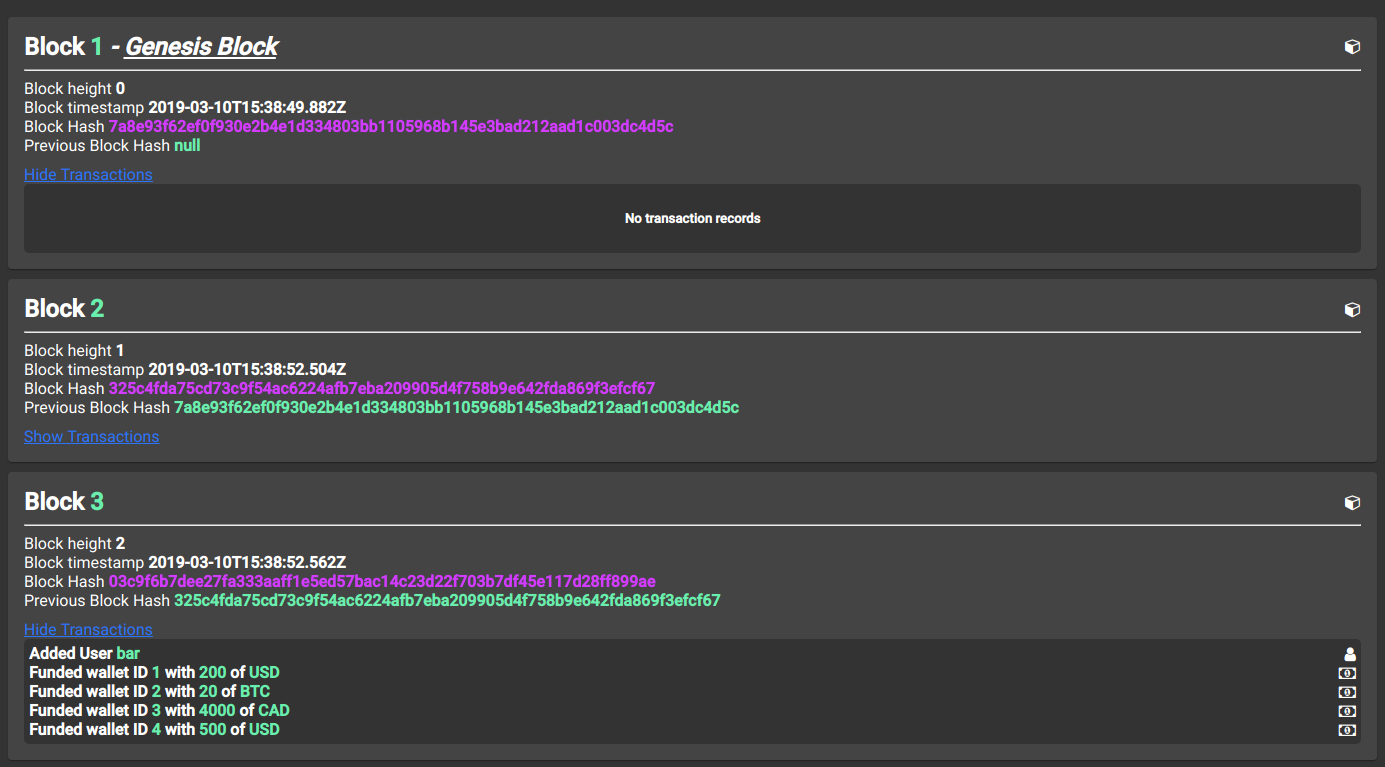 Block 1 - Genesis Block
Block height 0
Block timestamp 2019-03-10T15:38:49.882Z
Block Hash 7a8e93f62ef0f930e2b4e1d334803bb1105968b145e3bad212aad1c003dc4d5c
Previous Block Hash null
Hide Transactions
No transaction records
Block 2
Block height 1
Block timestamp 2019-03-10T15:38:52.504Z
Block Hash 325c4fda75cd73c9f54ac6224afb7eba209905d4f758b9e642fda869f3efcf67
Previous Block Hash 7a8e93f62ef0f930e2b4e1d334803bb1105968b145e3bad212aad1c003dc4d5c
Show Transactions
Block 3
Block height 2
Block timestamp 2019-03-10T15:38:52.562Z
Block Hash 03c9f6b7dee27fa333aaff1e5ed57bac14c23d22f703b7df45e117d28ff899ae
Previous Block Hash 325c4fda75cd73c9f54ac6224afb7eba209905d4f758b9e642fda869f3efcf67
Hide Transactions
Added User bar
Funded wallet ID 1 with 200 of USD
Funded wallet ID 2 with 20 of BTC
Funded wallet ID 3 with 4000 of CAD
Funded wallet ID 4 with 500 of USD